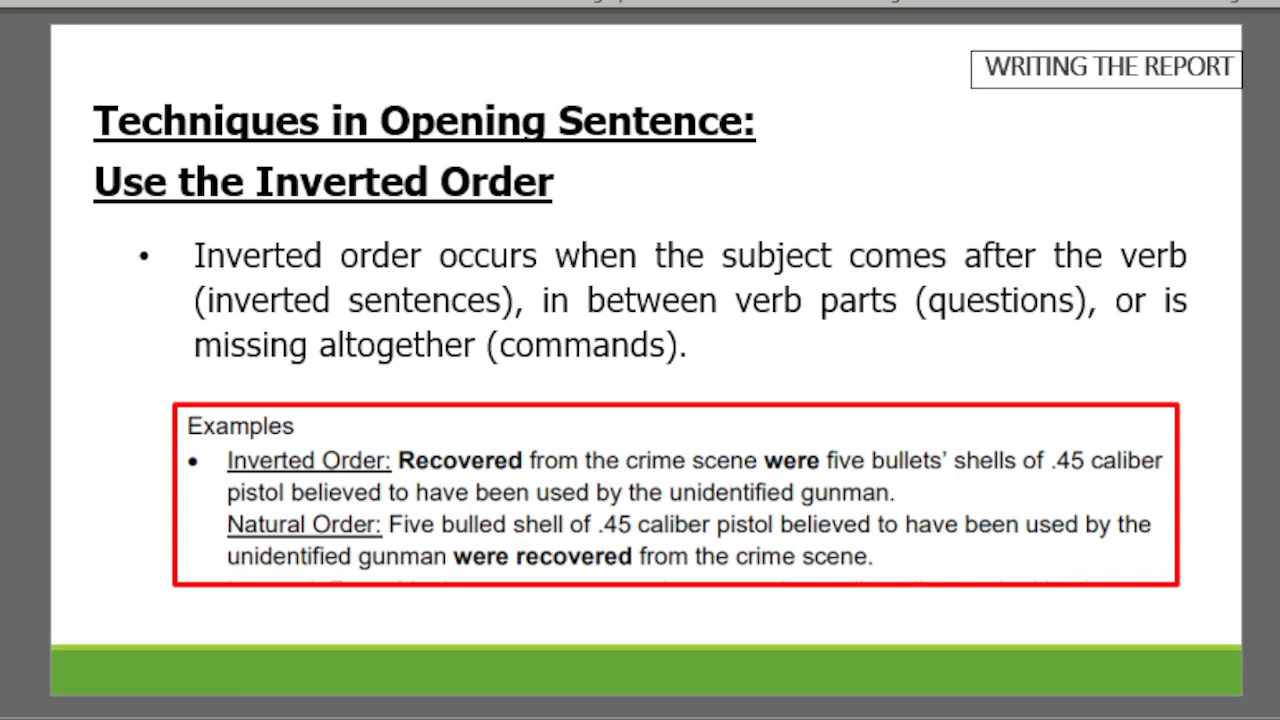 WRITING THE REPORT
Techniques in Opening Sentence:
Use the Inverted Order
• Inverted order occurs when the subject comes after the verb
(inverted sentences), in between verb parts (questions), or is
missing altogether (commands).
Examples
• Inverted Order: Recovered from the crime scene were five bullets’ shells of .45 caliber
pistol believed to have been used by the unidentified gunman.
Natural Order: Five bulled shell of .45 caliber pistol believed to have been used by the
unidentified gunman were recovered from the crime scene.